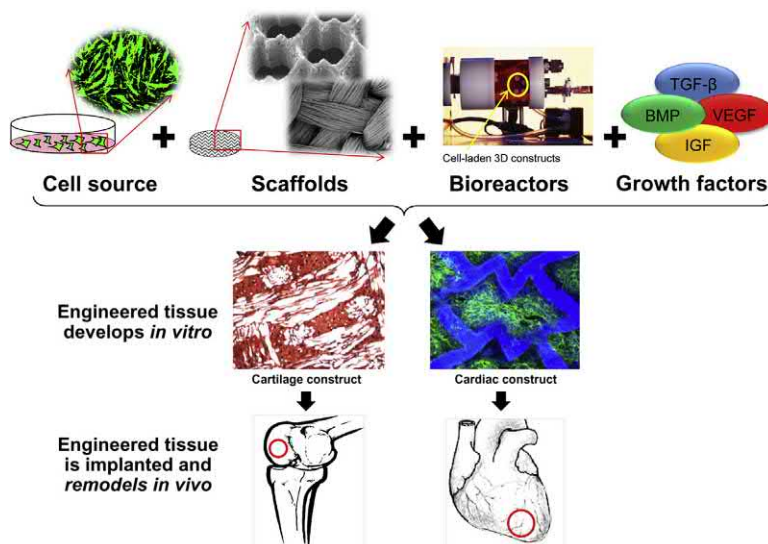 TGF-β
BMP
VEGF
IGF
Cell-laden 3D constructs
Cell source
Scaffolds
Bioreactors
Growth factors
Engineered tissue
develops in vitro
Cartilage construct
Cardiac construct
Engineered tissue
is implanted and
remodels in vivo